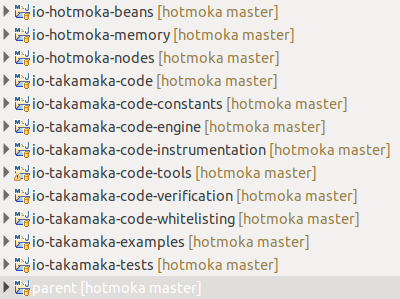 io-hotmoka-beans [hotmoka master]
io-hotmoka-memory [hotmoka master]
io-hotmoka-nodes [hotmoka master]
io-takamaka-code [hotmoka master]
io-takamaka-code-constants [hotmoka master]
io-takamaka-code-engine [hotmoka master]
io-takamaka-code-instrumentation [hotmoka master]
io-takamaka-code-tools [hotmoka master]
io-takamaka-code-verification [hotmoka master]
io-takamaka-code-whitelisting [hotmoka master]
io-takamaka-examples [hotmoka master]
io-takamaka-tests [hotmoka master]
parent [hotmoka master]